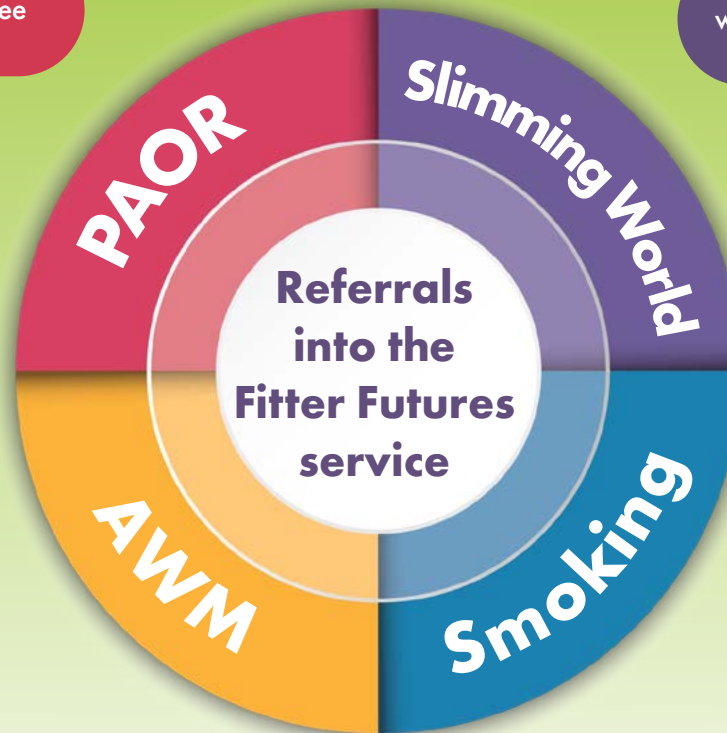 ee
PAOR
Slimming World
Referrals
into the
Fitter Futures
service
AWM
Smoking